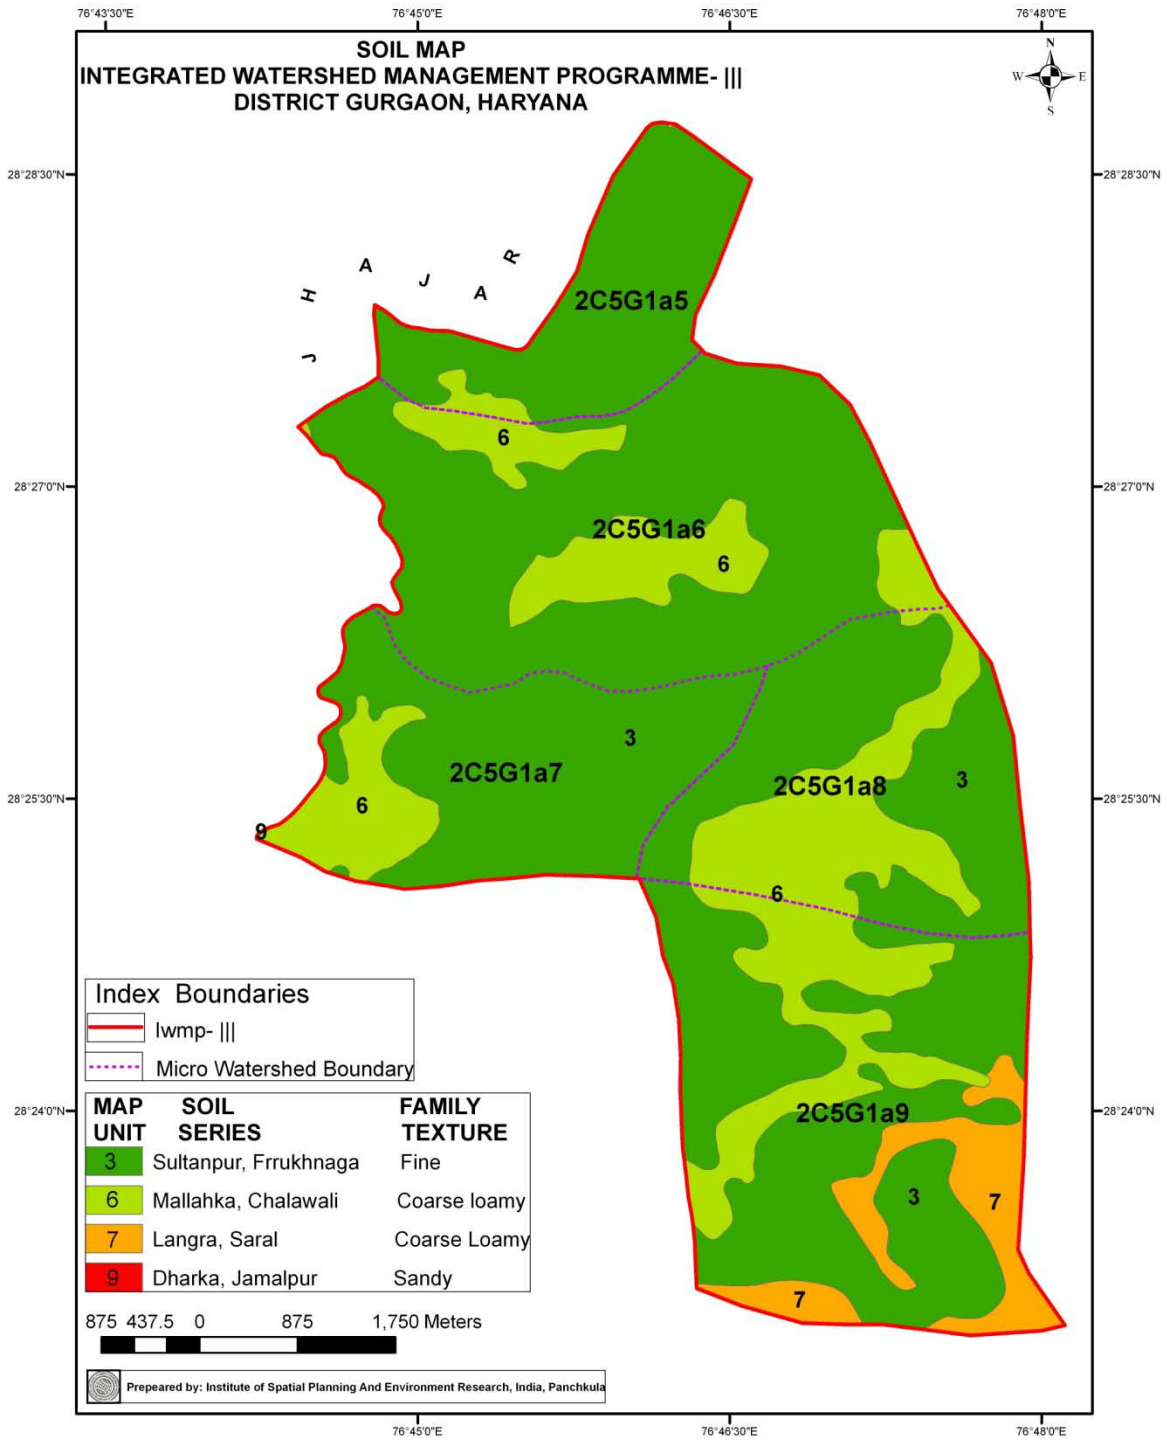 76°43'30"E 76°45'0"E 76°46'30"E 76°48'0"E
SOIL MAP
INTEGRATED WATERSHED MANAGEMENT PROGRAMME- |||
DISTRICT GURGAON, HARYANA
N
W E
S
28°28'30"N 28°28'30"N
J H A J J A R
2C5G1a5
6
28°27'0"N 28°27'0"N
2C5G1a6
6
3
2C5G1a7
2C5G1a8
3
28°25'30"N 28°25'30"N
6
9
6
Index Boundaries
Iwmp- |||
Micro Watershed Boundary
28°24'0"N 28°24'0"N
2C5G1a9
MAP SOIL FAMILY
UNIT SERIES TEXTURE
3 Sultanpur, Frrukhnaga Fine
6 Mallahka, Chalawali Coarse loamy
7 Langra, Saral Coarse Loamy
9 Dharka, Jamalpur Sandy
3
7
7
875 437.5 0 875 1,750 Meters
Prepeared by: Institute of Spatial Planning And Environment Research, India, Panchkula
76°45'0"E 76°46'30"E 76°48'0"E